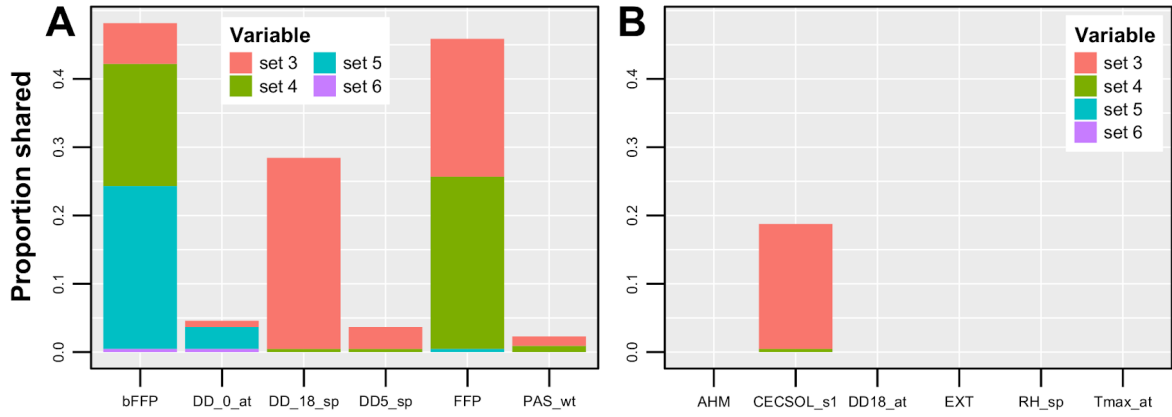 A
B
Variable
set 3
set 5
set 4
set 6
Variable
set 3
set 4
set 5
set 6
Proportion shared
0.4
0.3
0.2
0.1
0.0
0.4
0.3
0.2
0.1
0.0
bFFP DD_0_at DD_18_sp DD5_sp FFP PAS_wt
AHM CECSOL_s1 DD18_at EXT RH_sp Tmax_at